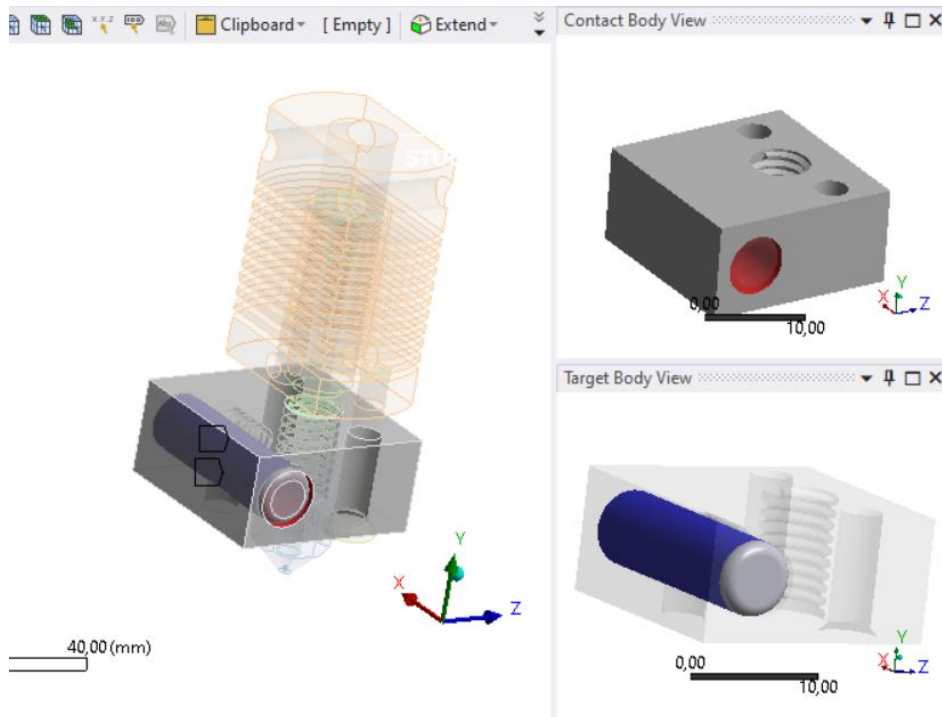 X.Y.Z
Clipboard
[ Empty ]
Extend
Y
X
Z
40,00 (mm)
Contact Body View
0,00
10,00
Y
X
Z
Target Body View
0,00
10,00
Y
X
Z